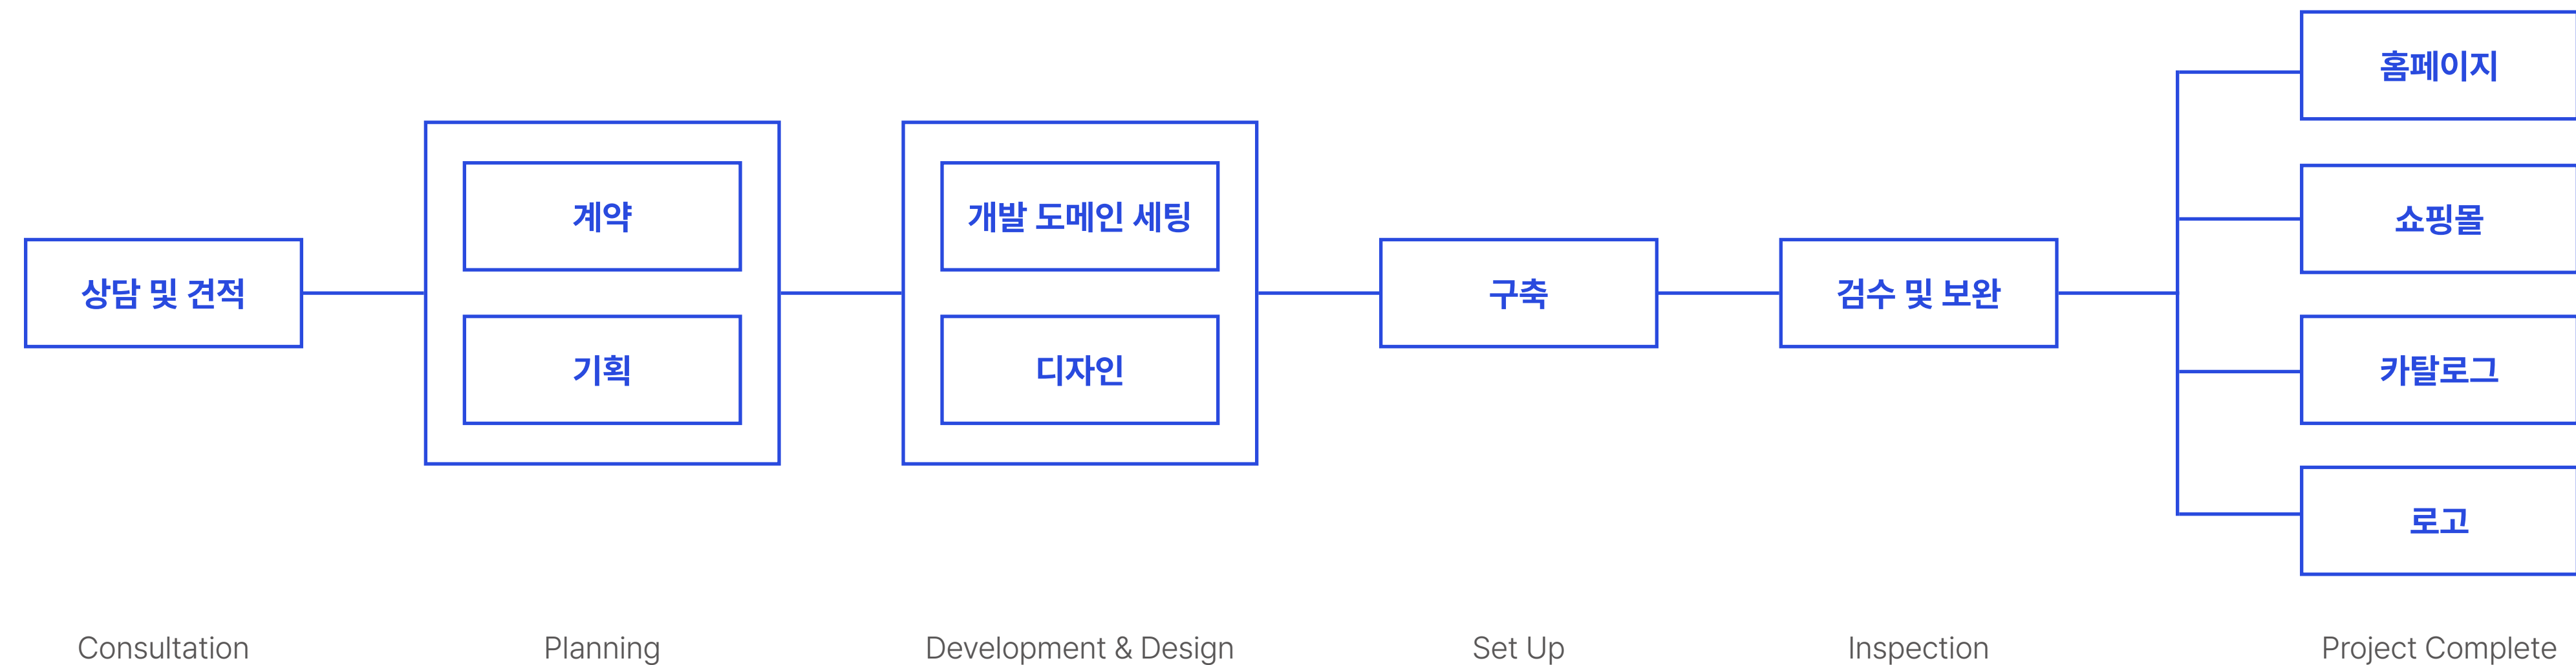 상담 및 견적
계약
기획
개발 도메인 세팅
디자인
구축
검수 및 보완
홈페이지
쇼핑몰
카탈로그
로고
Consultation
Planning
Development & Design
Set Up
Inspection
Project Complete